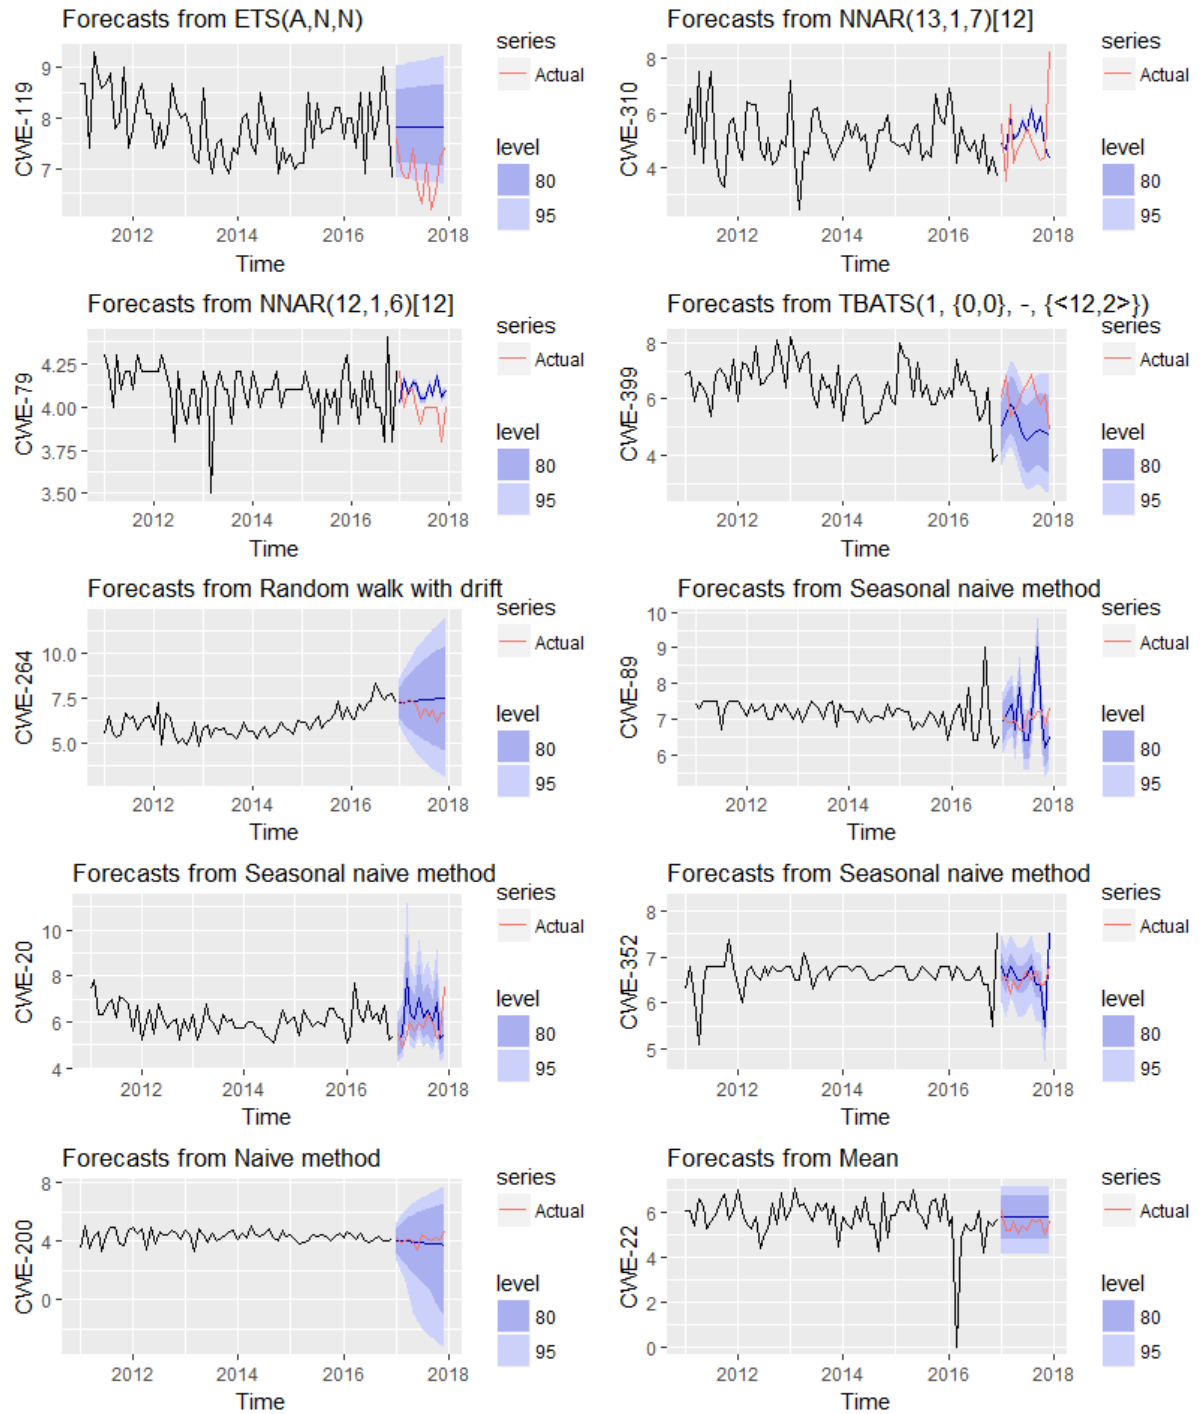 Forecasts from ETS(A,N,N)
CWE-119
9
8
7
2012 2014 2016 2018
Time
series
Actual
level
80
95
Forecasts from NNAR(13,1,7)[12]
CWE-310
8
6
4
2012 2014 2016 2018
Time
series
Actual
level
80
95
Forecasts from NNAR(12,1,6)[12]
CWE-79
4.25
4.00
3.75
3.50
2012 2014 2016 2018
Time
series
Actual
level
80
95
Forecasts from TBATS(1, {0,0}, -, {<12,2>})
CWE-399
8
6
4
2012 2014 2016 2018
Time
series
Actual
level
80
95
Forecasts from Random walk with drift
CWE-264
10.0
7.5
5.0
2012 2014 2016 2018
Time
series
Actual
level
80
95
Forecasts from Seasonal naive method
CWE-89
10
9
8
7
6
2012 2014 2016 2018
Time
series
Actual
level
80
95
Forecasts from Seasonal naive method
CWE-20
10
8
6
4
2012 2014 2016 2018
Time
series
Actual
level
80
95
Forecasts from Seasonal naive method
CWE-352
8
7
6
5
2012 2014 2016 2018
Time
series
Actual
level
80
95
Forecasts from Naive method
CWE-200
8
4
0
2012 2014 2016 2018
Time
series
Actual
level
80
95
Forecasts from Mean
CWE-22
6
4
2
0
2012 2014 2016 2018
Time
series
Actual
level
80
95